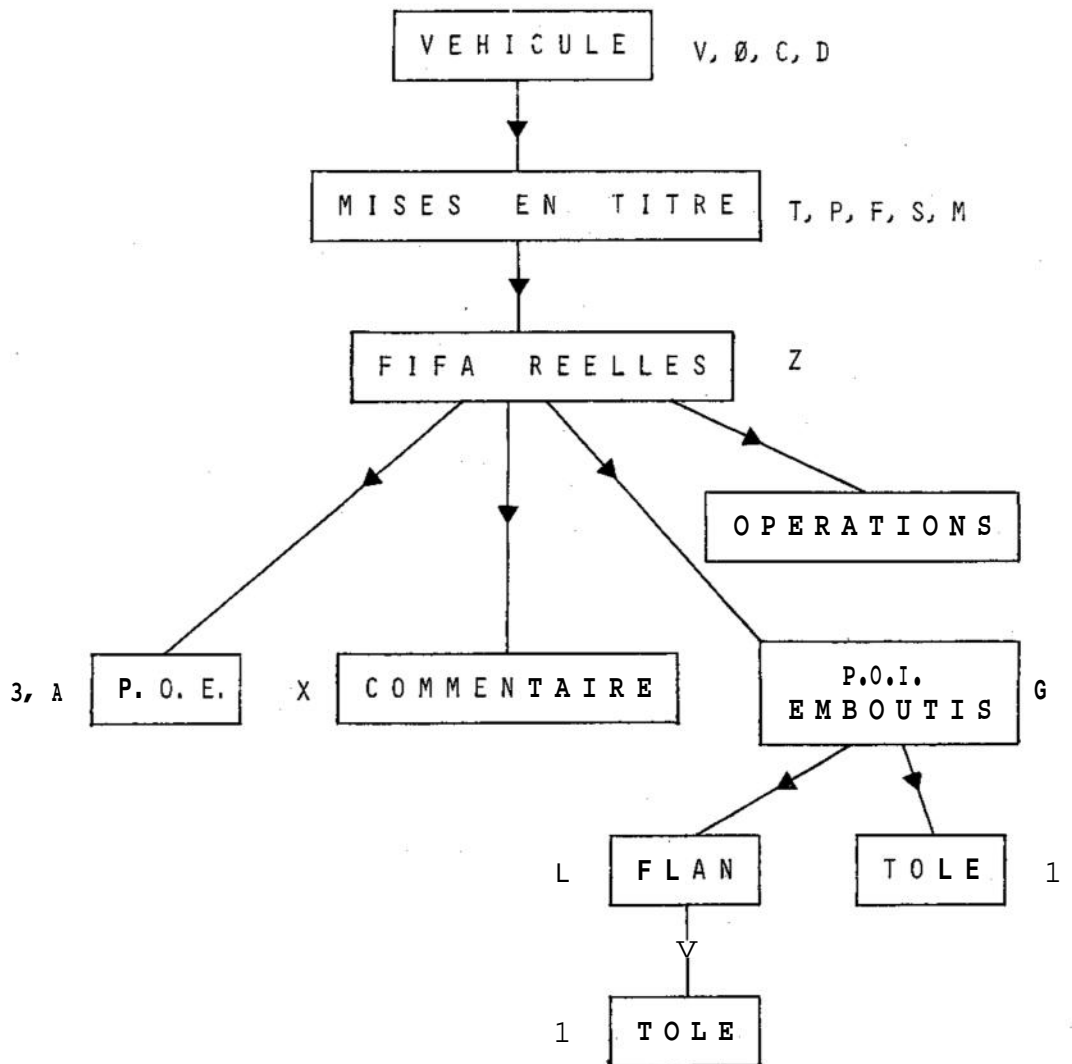 VEHICULE V, Ø, C, D
MISES EN TITRE T, P, F, S, M
FIFA REELLES Z
OPERATIONS
3, A P. O. E. X COMMENTAIRE P.O.I. G
EMBOUTIS
L FLAN TOLE 1
V
1 TOLE